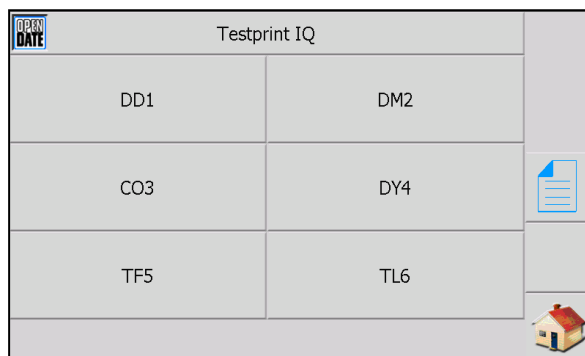 OPEN
DATE
Testprint IQ
DD1
DM2
CO3
DY4
TF5
TL6